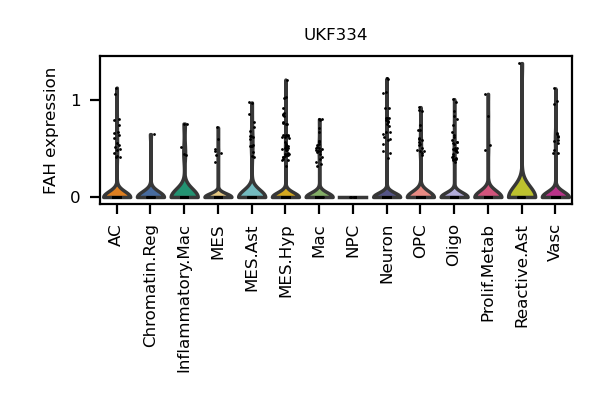 UKF334
FAH expression
1
0
AC
Chromatin.Reg
Inflammatory.Mac
MES
MES.Ast
MES.Hyp
Mac
NPC
Neuron
OPC
Oligo
Prolif.Metab
Reactive.Ast
Vasc